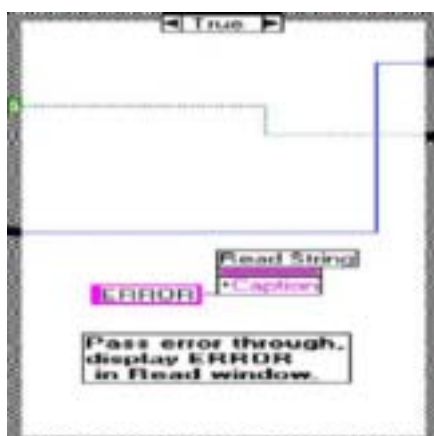 True
Read String
Caption
ERROR
Pass error through,
display ERROR
in Read window.